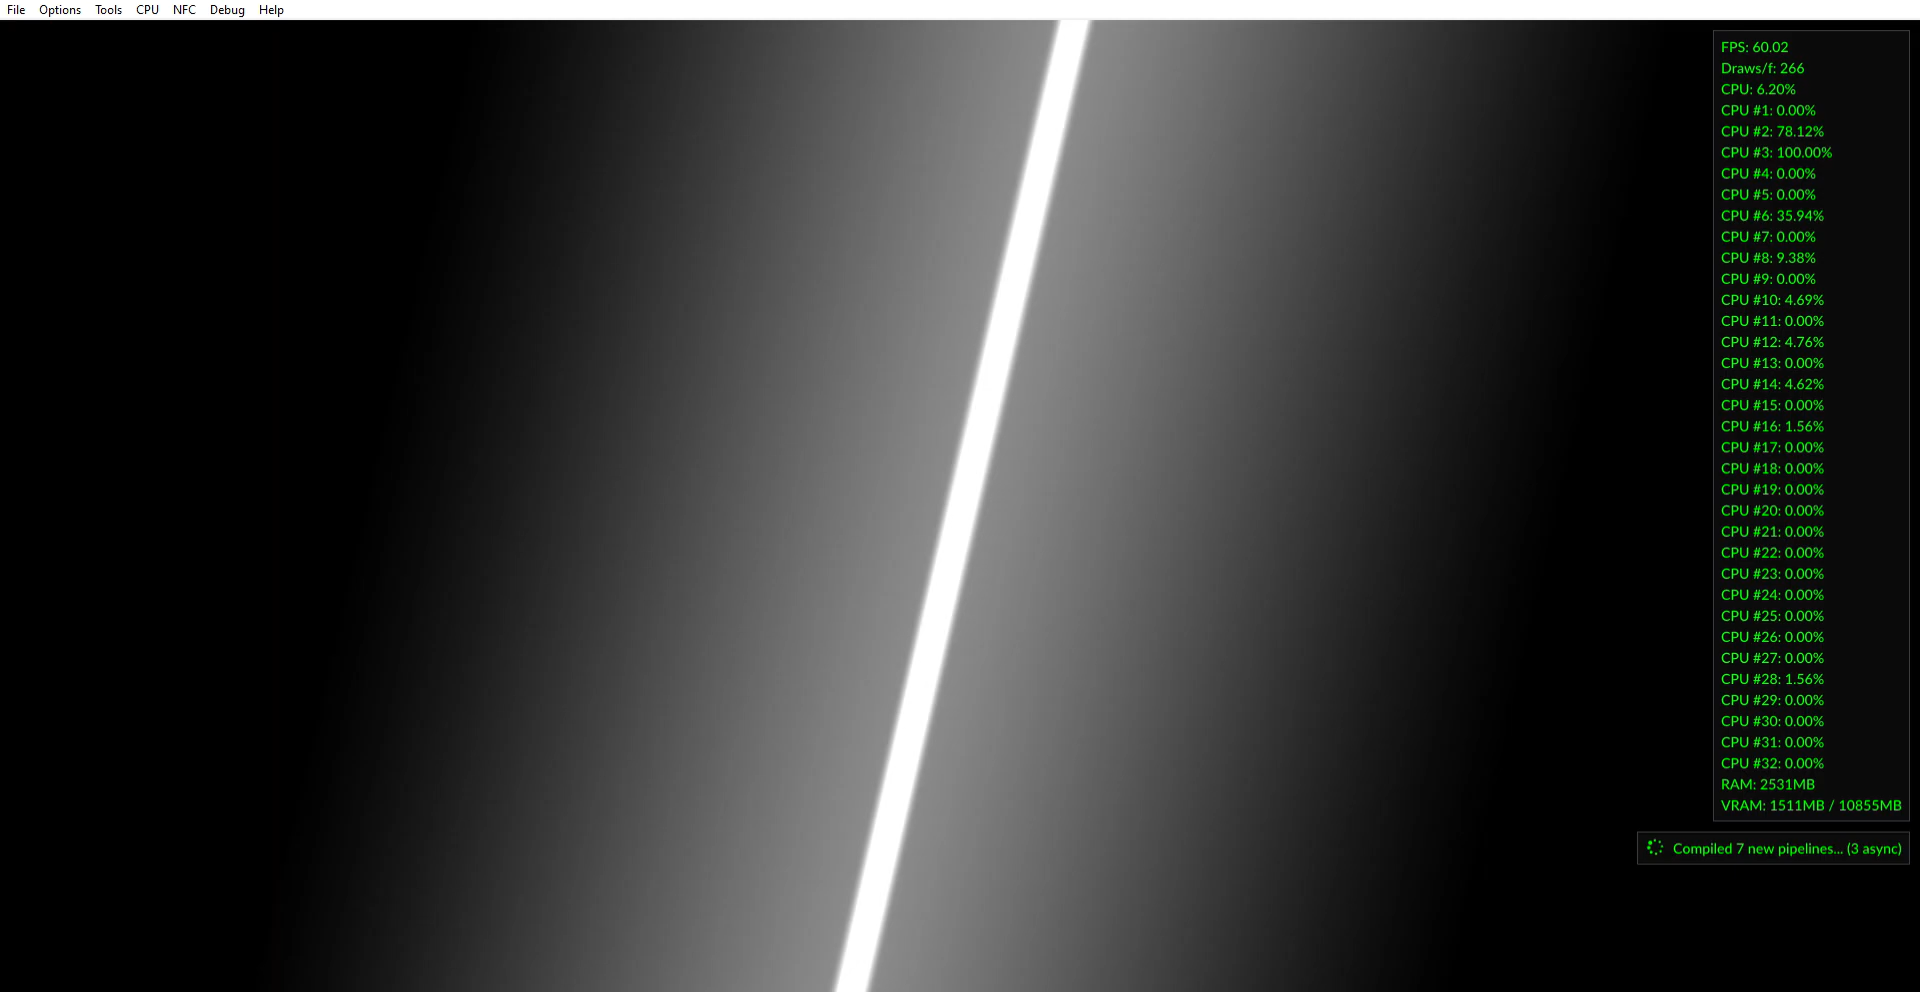 File Options Tools CPU NFC Debug Help
FPS: 60.02
Draws/f: 266
CPU: 6.20%
CPU #1: 0.00%
CPU #2: 78.12%
CPU #3: 100.00%
CPU #4: 0.00%
CPU #5: 0.00%
CPU #6: 35.94%
CPU #7: 0.00%
CPU #8: 9.38%
CPU #9: 0.00%
CPU #10: 4.69%
CPU #11: 0.00%
CPU #12: 4.76%
CPU #13: 0.00%
CPU #14: 4.62%
CPU #15: 0.00%
CPU #16: 1.56%
CPU #17: 0.00%
CPU #18: 0.00%
CPU #19: 0.00%
CPU #20: 0.00%
CPU #21: 0.00%
CPU #22: 0.00%
CPU #23: 0.00%
CPU #24: 0.00%
CPU #25: 0.00%
CPU #26: 0.00%
CPU #27: 0.00%
CPU #28: 1.56%
CPU #29: 0.00%
CPU #30: 0.00%
CPU #31: 0.00%
CPU #32: 0.00%
RAM: 2531MB
VRAM: 1511MB / 10855MB
Compiled 7 new pipelines... (3 async)